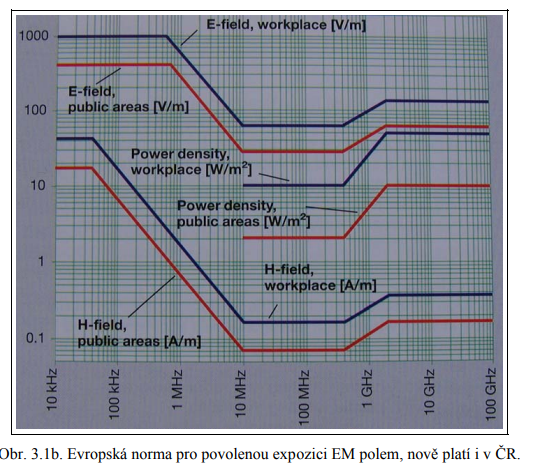 1000
E-field, workplace [V/m]
E-field,
public areas [V/m]
100
Power density,
workplace [W/m²]
10
Power density,
public areas [W/m²]
1
H-field,
workplace [A/m]
H-field,
public areas [A/m]
0.1
10 kHz
100 kHz
1 MHz
10 MHz
100 MHz
1 GHz
10 GHz
100 GHz
Obr. 3.1b. Evropská norma pro povolenou expozici EM polem, nově platí i v ČR.